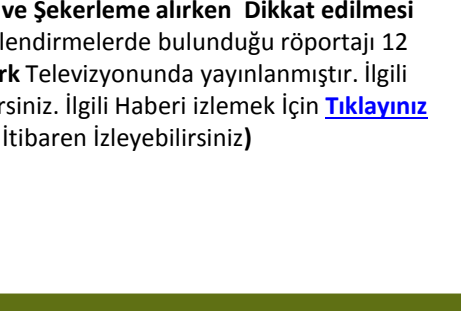 ve Şekerleme alırken Dikkat edilmesi
lendirmelerde bulunduğu röportajı 12
rk Televizyonunda yayınlanmıştır. İlgili
rsiniz. İlgili Haberi izlemek İçin Tıklayınız
İtibaren İzleyebilirsiniz)